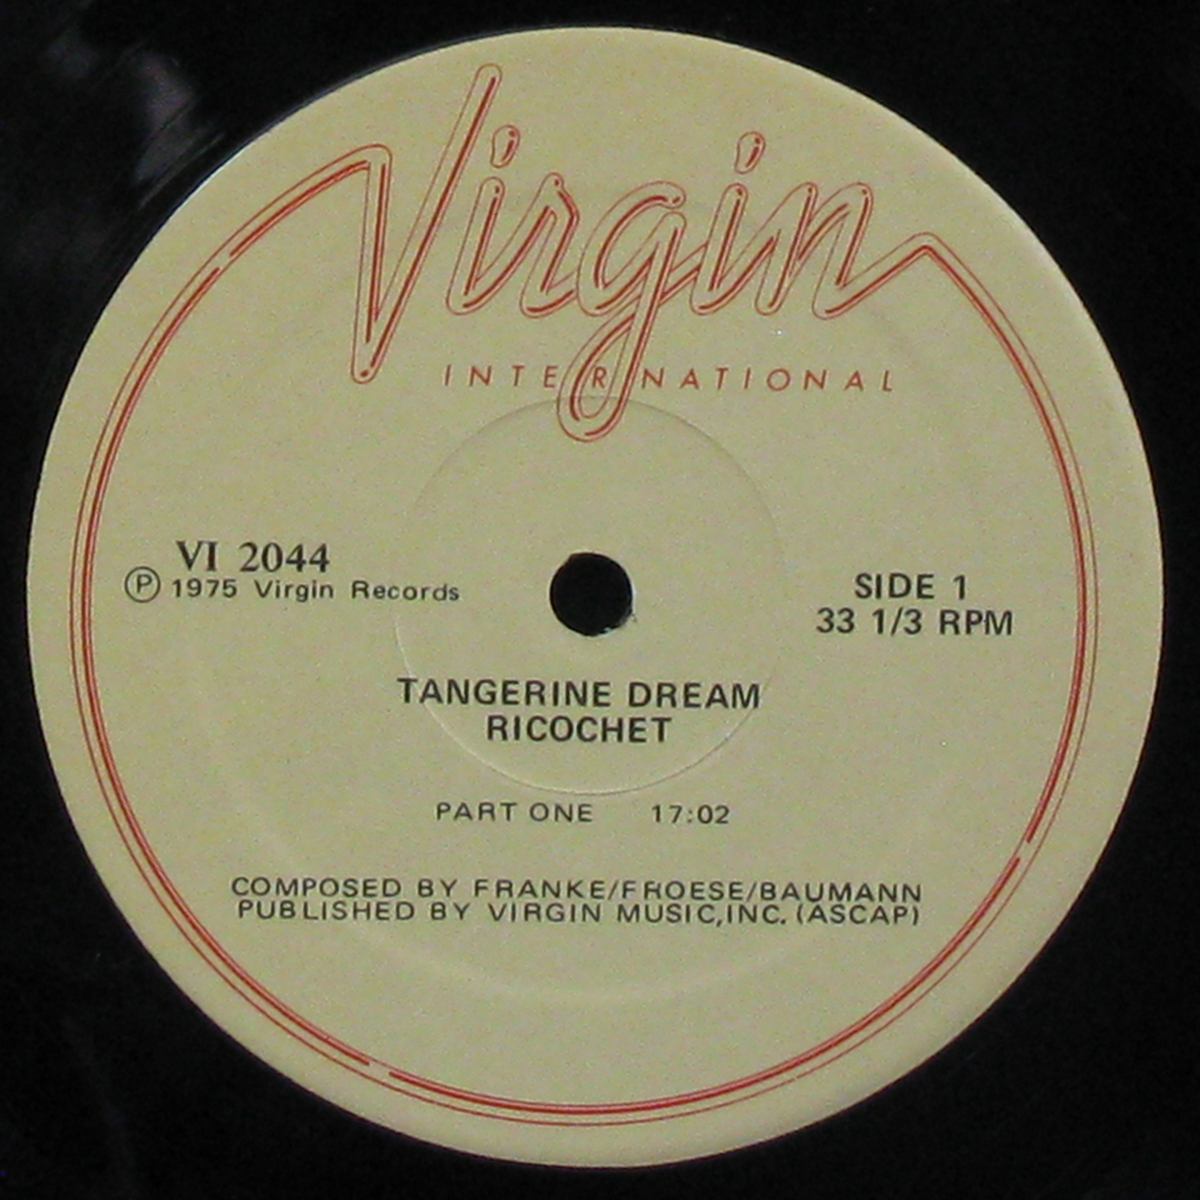 Virgin
INTERNATIONAL
VI 2044
Ⓟ 1975 Virgin Records
SIDE 1
33 1/3 RPM
TANGERINE DREAM
RICOCHET
PART ONE 17:02
COMPOSED BY FRANKE/FROESE/BAUMANN
PUBLISHED BY VIRGIN MUSIC,INC. (ASCAP)